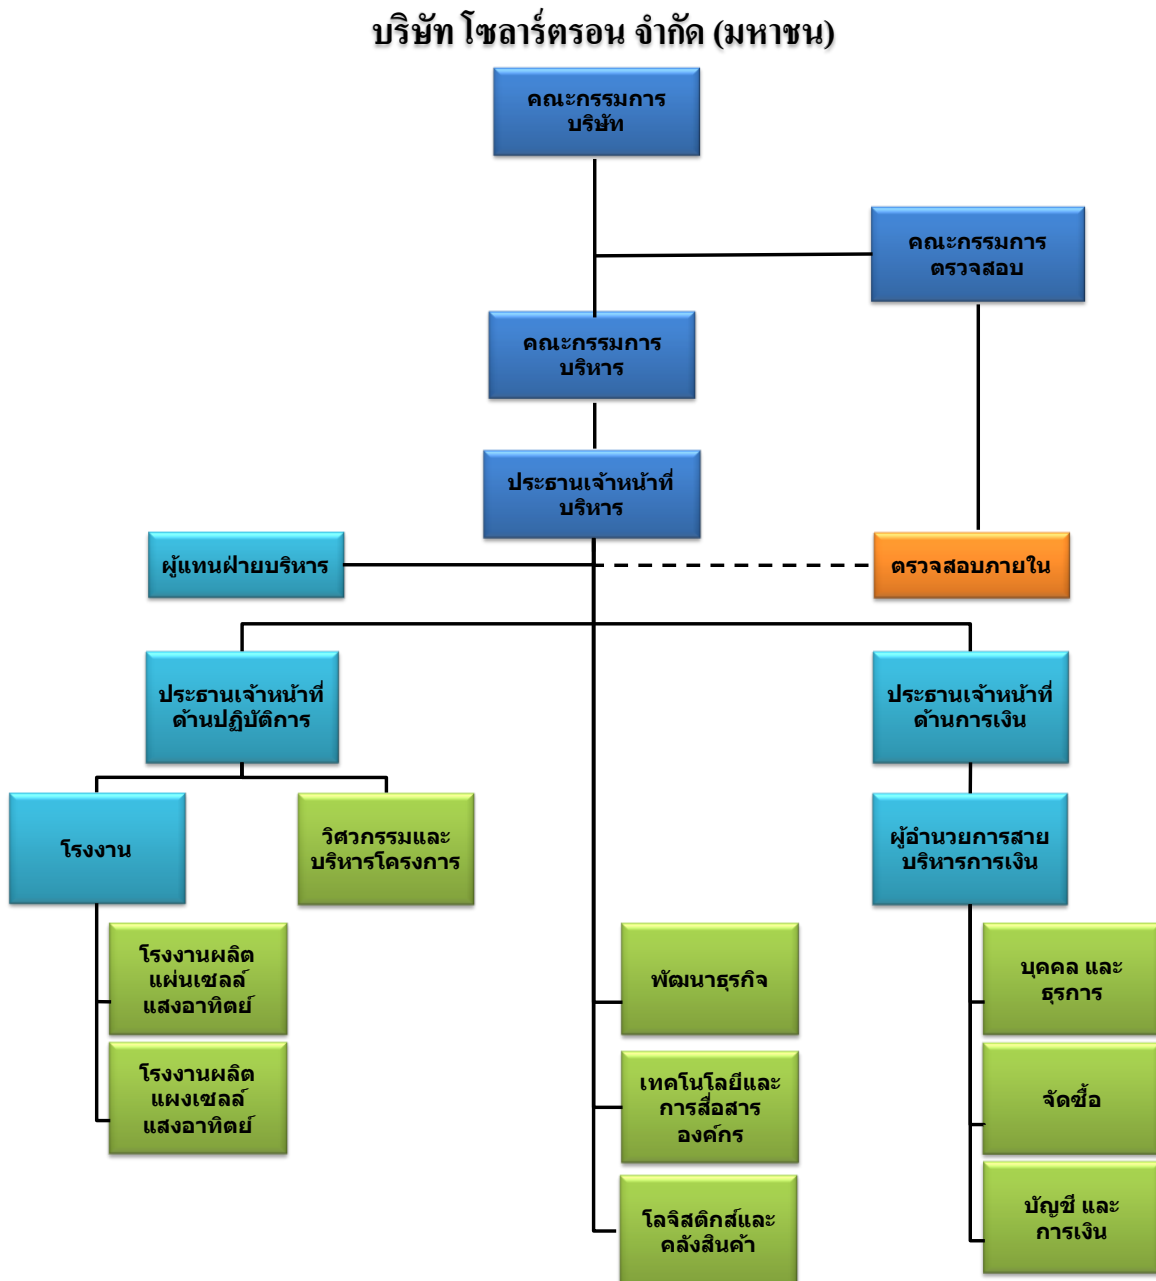 บริษัท โซลาร์ตรอน จำกัด (มหาชน)
คณะกรรมการ
บริษัท
คณะกรรมการ
ตรวจสอบ
คณะกรรมการ
บริหาร
ประธานเจ้าหน้าที่
บริหาร
ผู้แทนฝ่ายบริหาร
ตรวจสอบภายใน
ประธานเจ้าหน้าที่
ด้านปฏิบัติการ
ประธานเจ้าหน้าที่
ด้านการเงิน
โรงงาน
วิศวกรรมและ
บริหารโครงการ
ผู้อำนวยการสาย
บริหารการเงิน
โรงงานผลิต
แผ่นเซลล์
แสงอาทิตย์
พัฒนาธุรกิจ
บุคคล และ
ธุรการ
โรงงานผลิต
แผงเซลล์
แสงอาทิตย์
เทคโนโลยีและ
การสื่อสาร
องค์กร
จัดซื้อ
โลจิสติกส์และ
คลังสินค้า
บัญชี และ
การเงิน